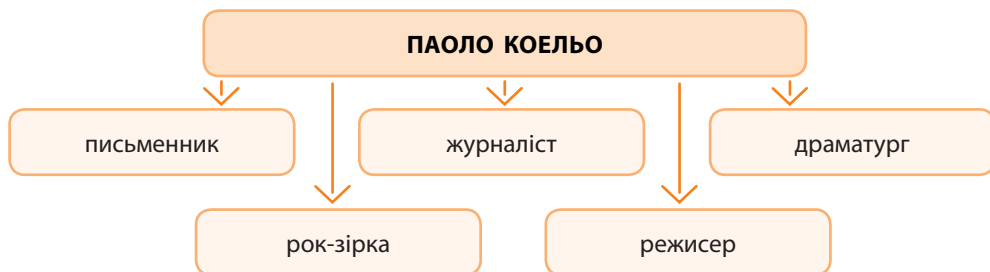 ПАОЛО КОЕЛЬО
письменник
журналіст
драматург
рок-зірка
режисер